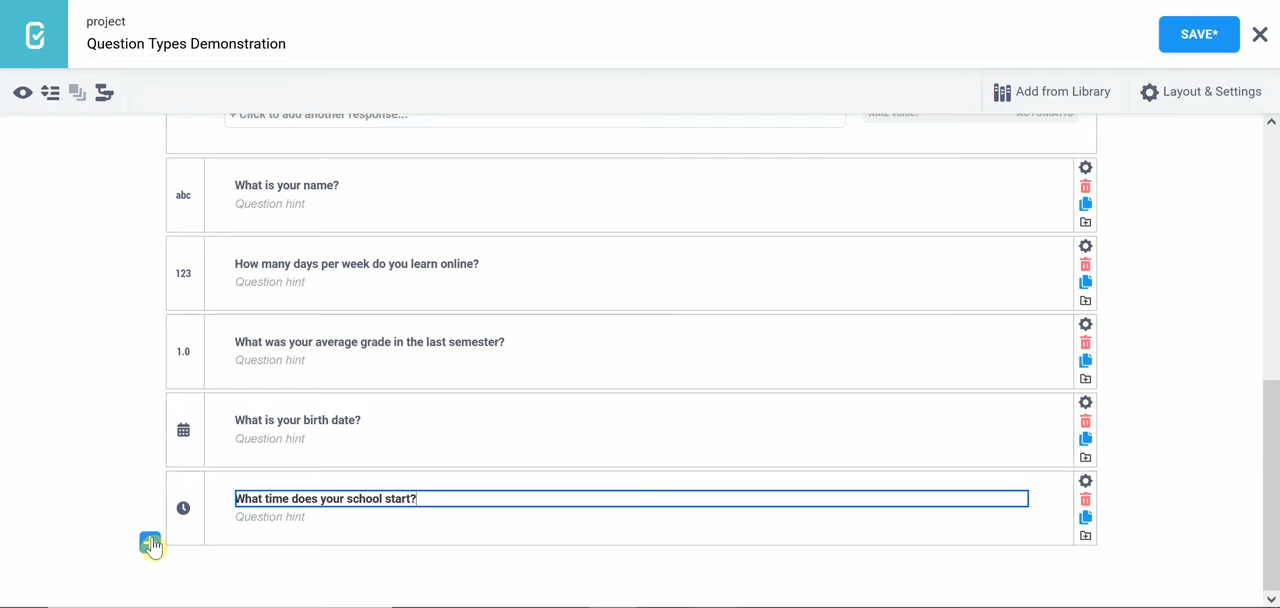 project
Question Types Demonstration
SAVE*
Add from Library
Layout & Settings
+ Click to add another response...
XML value:
AUTOMATIC
abc
What is your name?
Question hint
123
How many days per week do you learn online?
Question hint
1.0
What was your average grade in the last semester?
Question hint
What is your birth date?
Question hint
What time does your school start?
Question hint